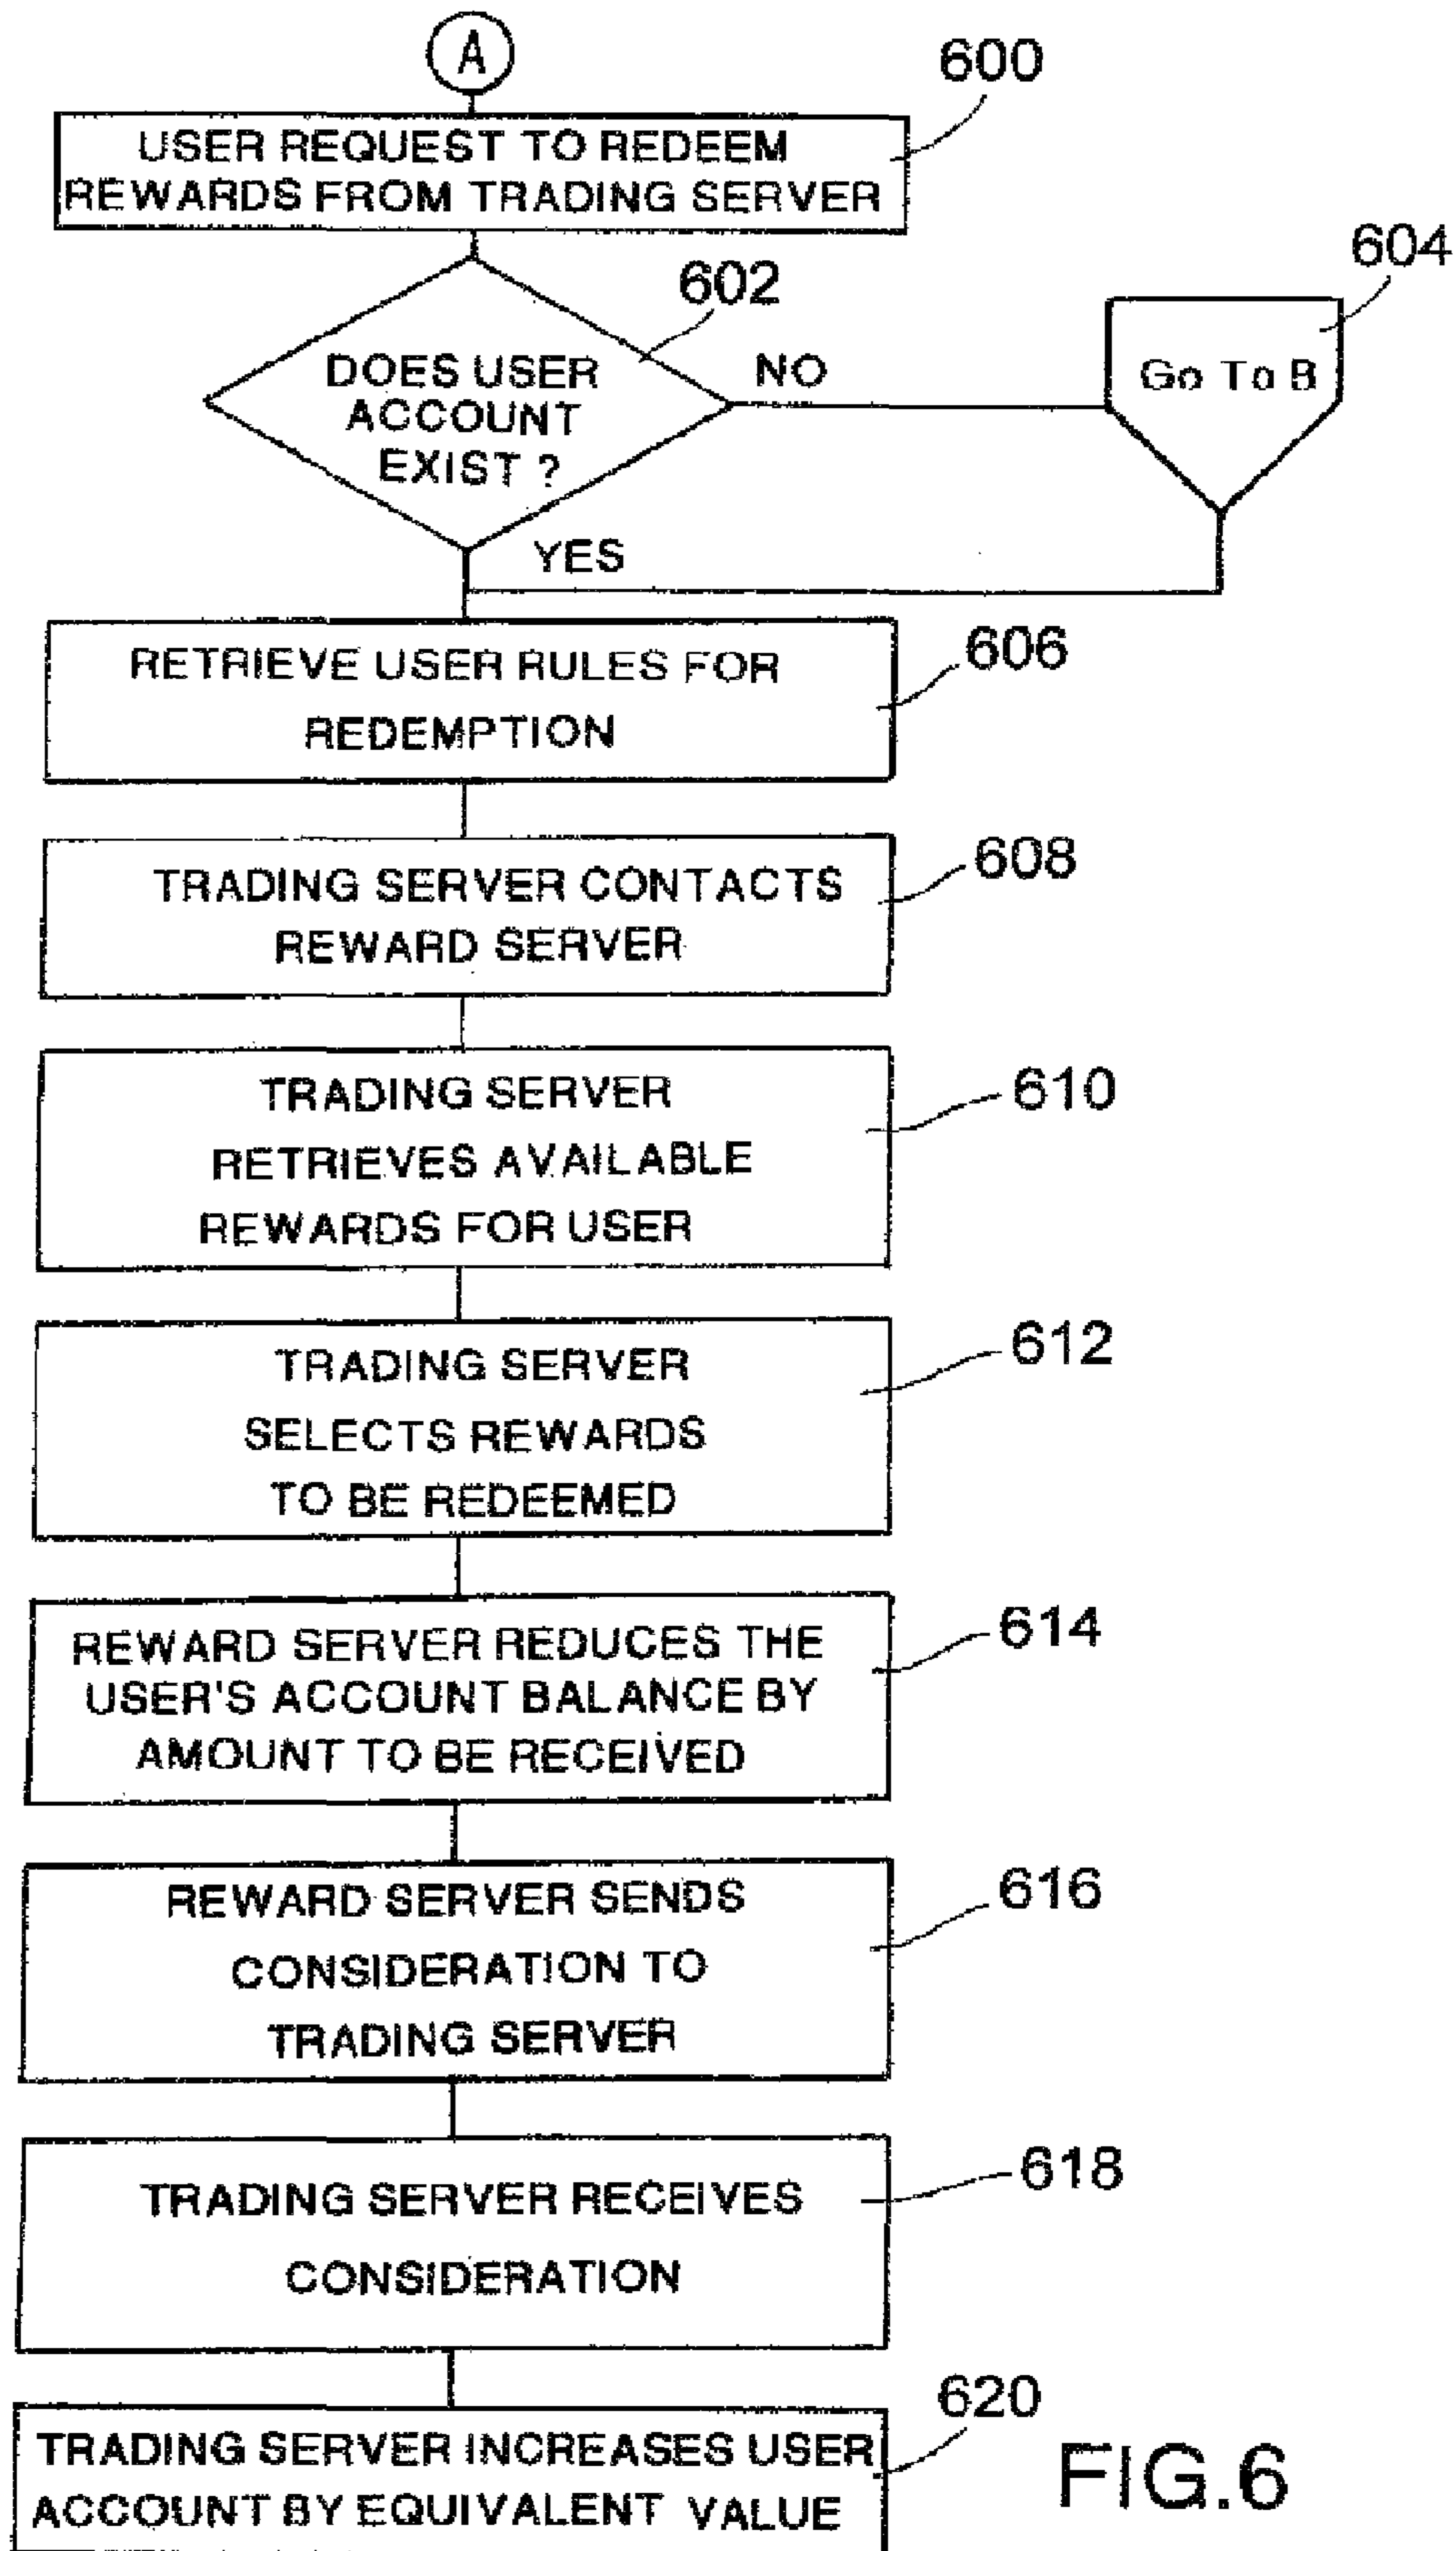 A
600
USER REQUEST TO REDEEM
REWARDS FROM TRADING SERVER
602
604
DOES USER
ACCOUNT
EXIST ?
NO
Go To B
YES
RETRIEVE USER RULES FOR
REDEMPTION
606
TRADING SERVER CONTACTS
REWARD SERVER
608
TRADING SERVER
RETRIEVES AVAILABLE
REWARDS FOR USER
610
TRADING SERVER
SELECTS REWARDS
TO BE REDEEMED
612
REWARD SERVER REDUCES THE
USER'S ACCOUNT BALANCE BY
AMOUNT TO BE RECEIVED
614
REWARD SERVER SENDS
CONSIDERATION TO
TRADING SERVER
616
TRADING SERVER RECEIVES
CONSIDERATION
618
TRADING SERVER INCREASES USER
ACCOUNT BY EQUIVALENT VALUE
620
FIG.6